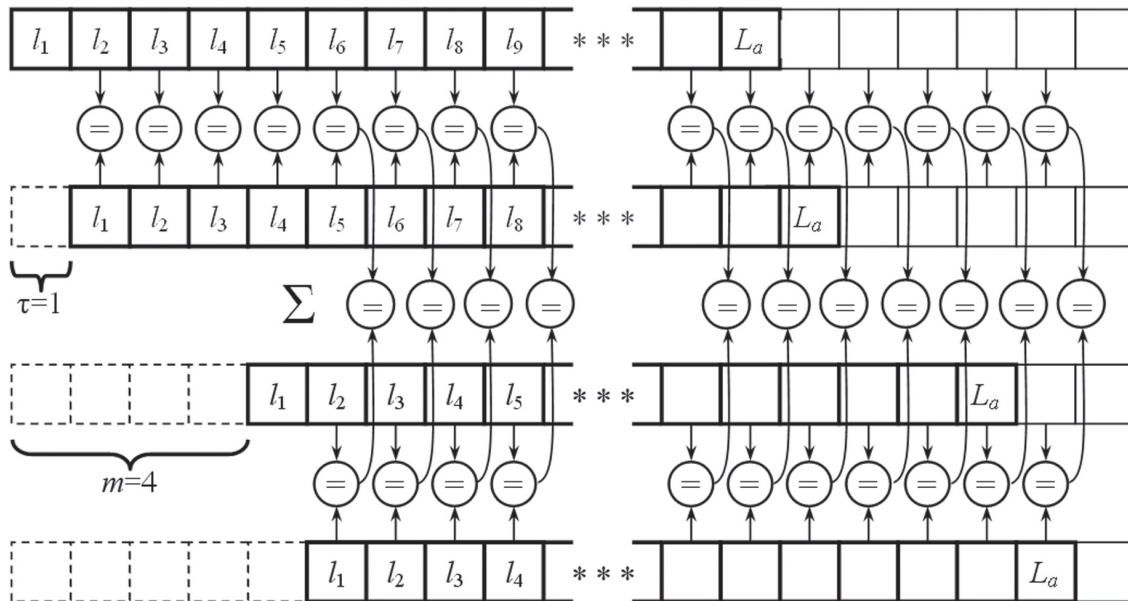 l1 l2 l3 l4 l5 l6 l7 l8 l9 * * * La
= = = = = = = = = = = = = = =
l1 l2 l3 l4 l5 l6 l7 l8 * * * La
τ=1
Σ = = = = = = = = = = =
l1 l2 l3 l4 l5 * * * La
m=4
= = = = = = = = = = =
l1 l2 l3 l4 * * * La